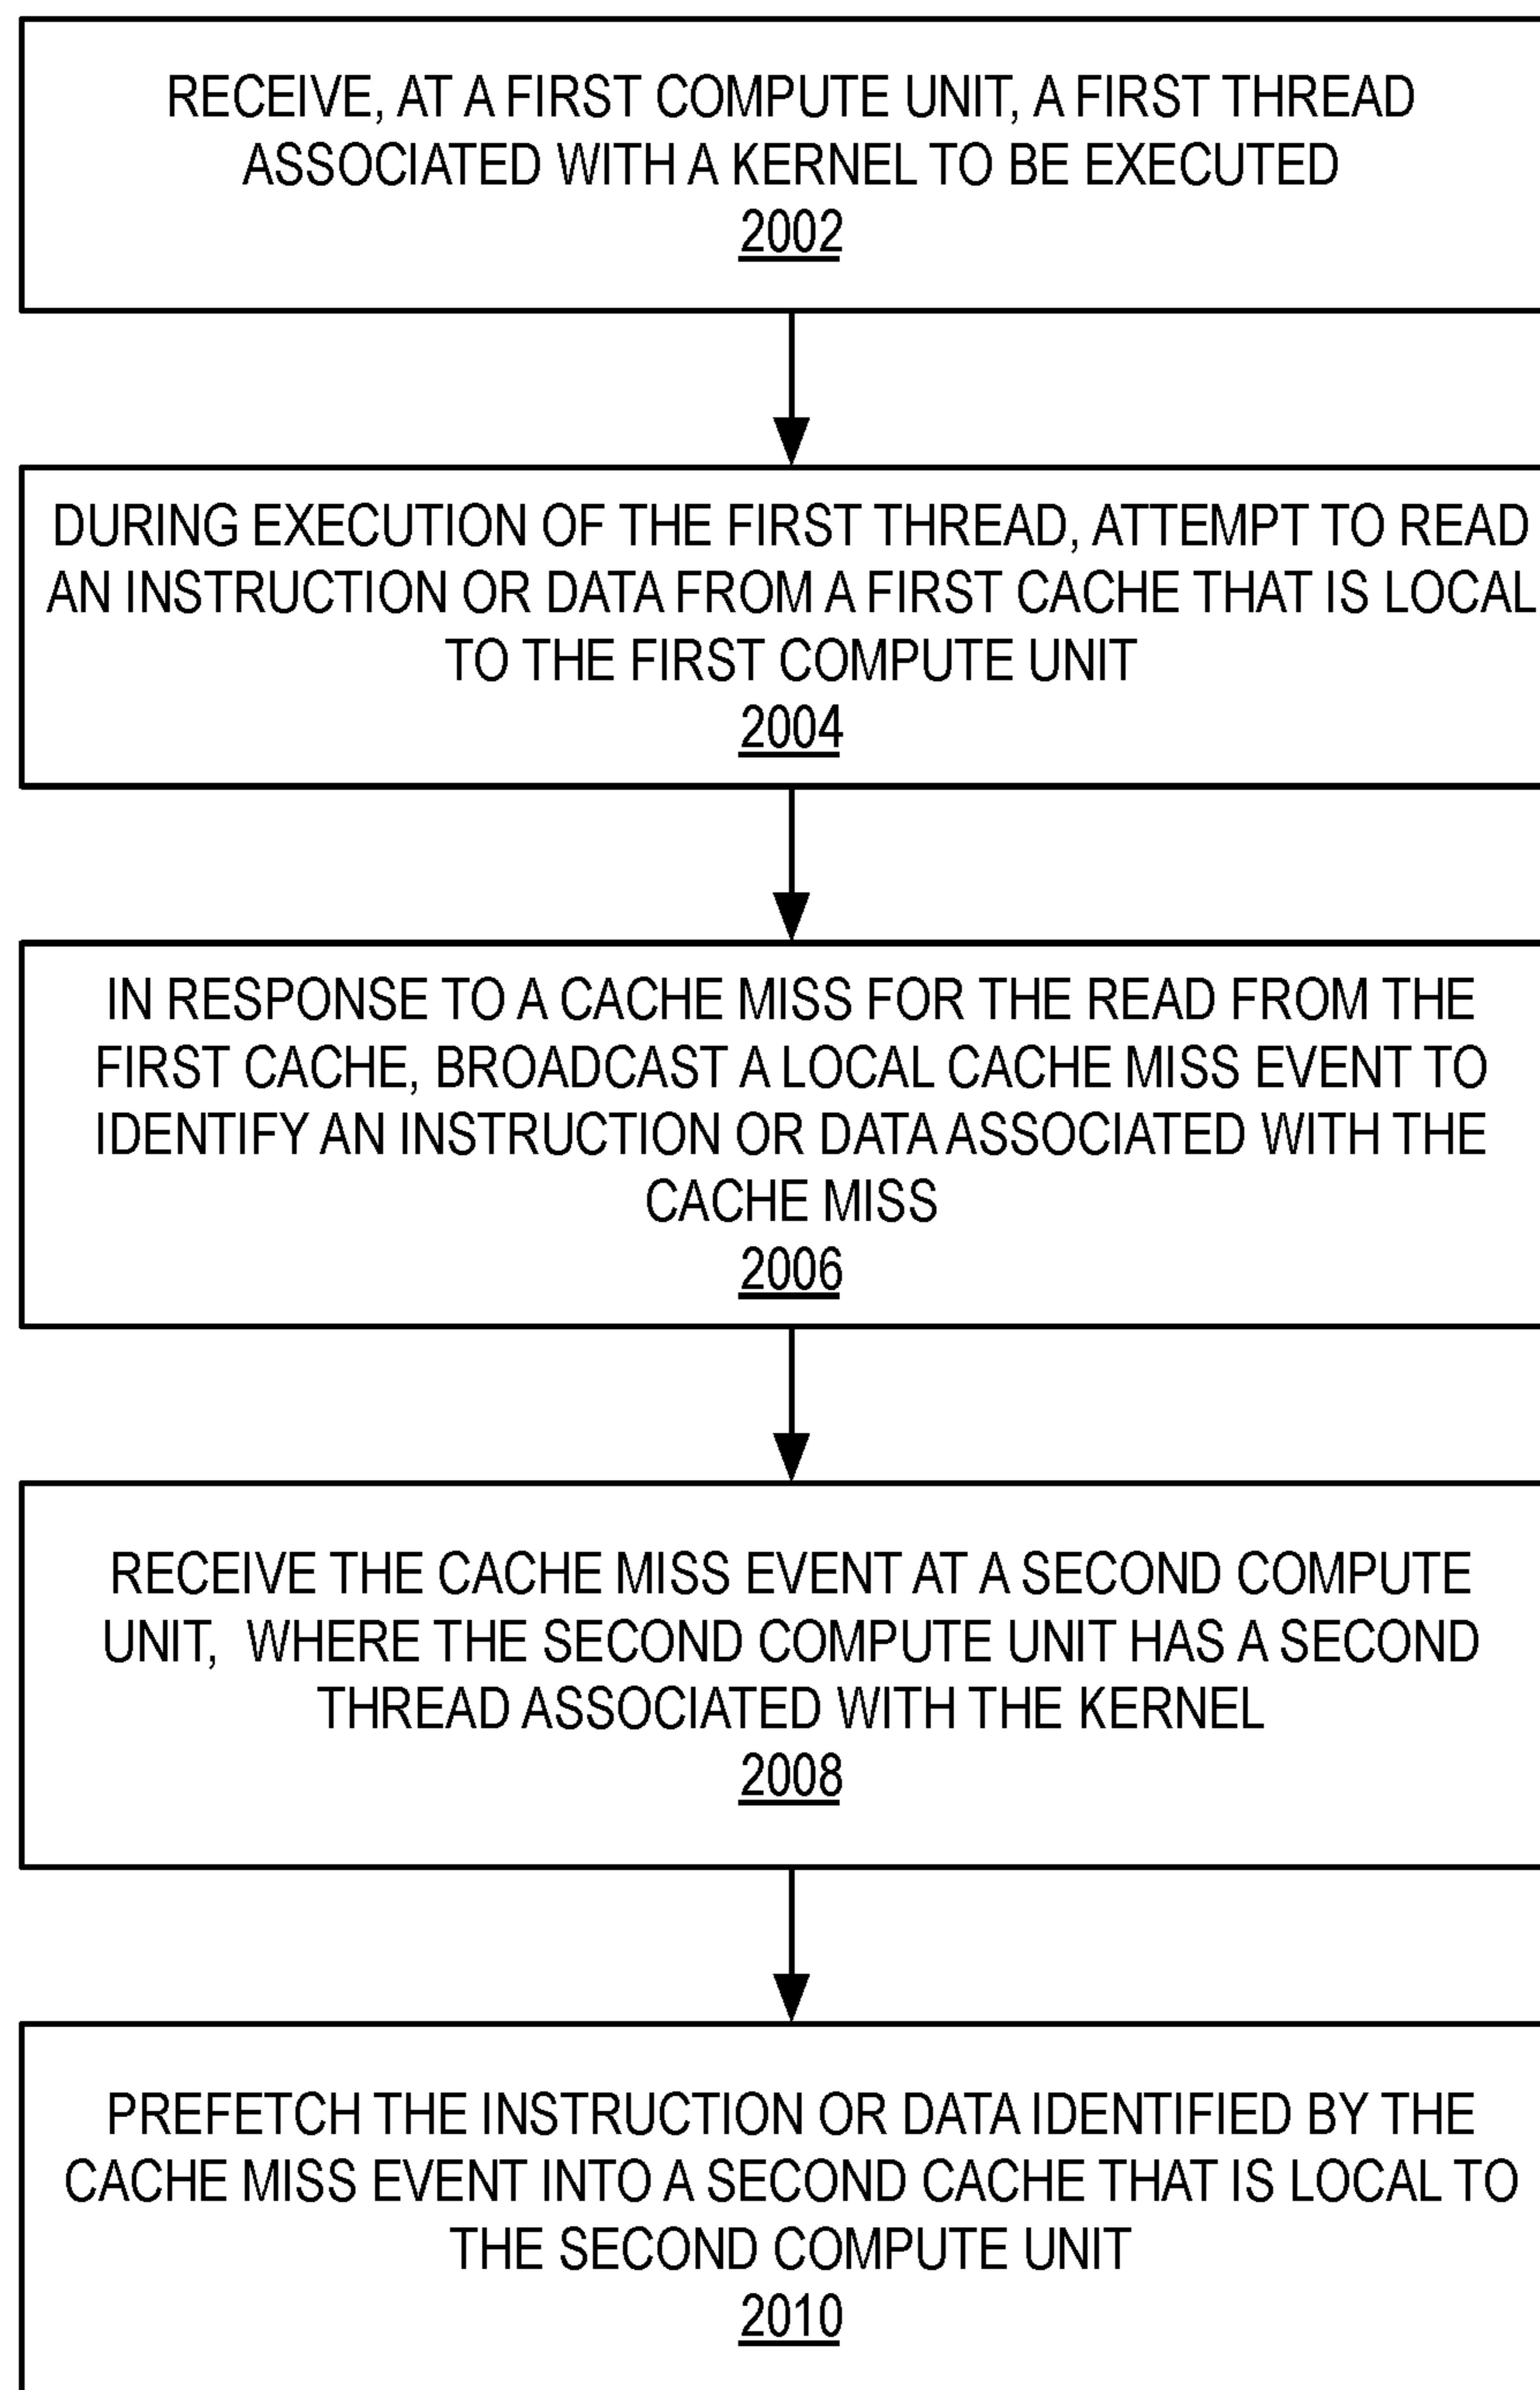 RECEIVE, AT A FIRST COMPUTE UNIT, A FIRST THREAD
ASSOCIATED WITH A KERNEL TO BE EXECUTED
2002
DURING EXECUTION OF THE FIRST THREAD, ATTEMPT TO READ
AN INSTRUCTION OR DATA FROM A FIRST CACHE THAT IS LOCAL
TO THE FIRST COMPUTE UNIT
2004
IN RESPONSE TO A CACHE MISS FOR THE READ FROM THE
FIRST CACHE, BROADCAST A LOCAL CACHE MISS EVENT TO
IDENTIFY AN INSTRUCTION OR DATA ASSOCIATED WITH THE
CACHE MISS
2006
RECEIVE THE CACHE MISS EVENT AT A SECOND COMPUTE
UNIT, WHERE THE SECOND COMPUTE UNIT HAS A SECOND
THREAD ASSOCIATED WITH THE KERNEL
2008
PREFETCH THE INSTRUCTION OR DATA IDENTIFIED BY THE
CACHE MISS EVENT INTO A SECOND CACHE THAT IS LOCAL TO
THE SECOND COMPUTE UNIT
2010